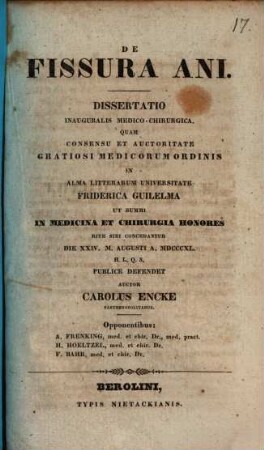 17.
DE
FISSURA ANI.
DISSERTATIO
INAUGURALIS MEDICO-CHIRURGICA,
QUAM
CONSENSU ET AUCTORITATE
GRATIOSI MEDICORUM ORDINIS
IN
ALMA LITTERARUM UNIVERSITATE
FRIDERICA GUILELMA
UT SUMMI
IN MEDICINA ET CHIRURGIA HONORES
RITE SIBI CONCEDANTUR
DIE XXIV. M. AUGUSTI A. MDCCCXL.
H. L. Q. S.
PUBLICE DEFENDET
AUCTOR
CAROLUS ENCKE
Opponentibus:
S. FRENKING, med. et chir. Dr., med. pract.
H. HOELTZEL, med. et chir. Dr.
F. BAHR, med. et chir. Dr.
BEROLINI,
TYPIS NIETACKIANIS.